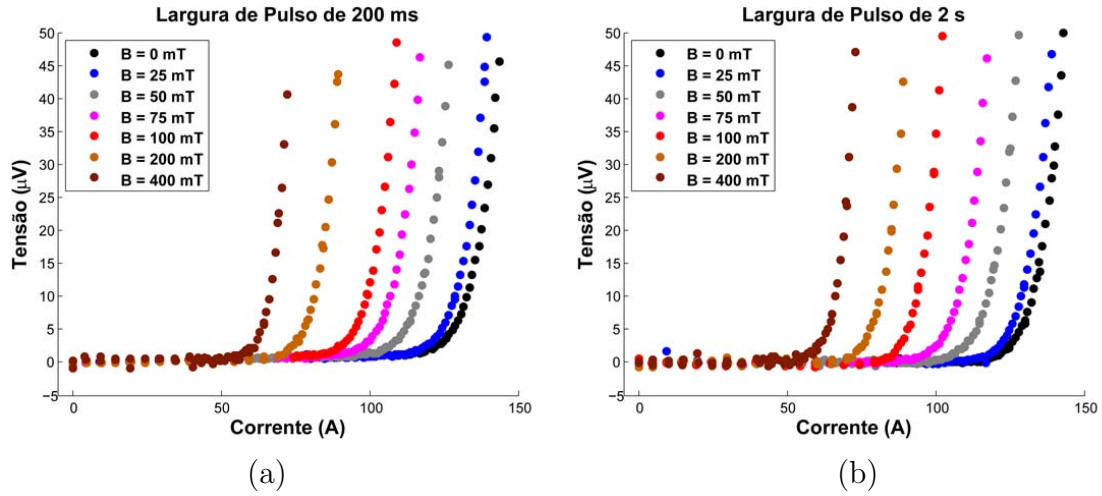 Largura de Pulso de 200 ms
50
45
40
35
30
25
20
15
10
5
0
−5
Tensão (μV)
B = 0 mT
B = 25 mT
B = 50 mT
B = 75 mT
B = 100 mT
B = 200 mT
B = 400 mT
0 50 100 150
Corrente (A)
(a)
Largura de Pulso de 2 s
50
45
40
35
30
25
20
15
10
5
0
−5
Tensão (μV)
B = 0 mT
B = 25 mT
B = 50 mT
B = 75 mT
B = 100 mT
B = 200 mT
B = 400 mT
0 50 100 150
Corrente (A)
(b)